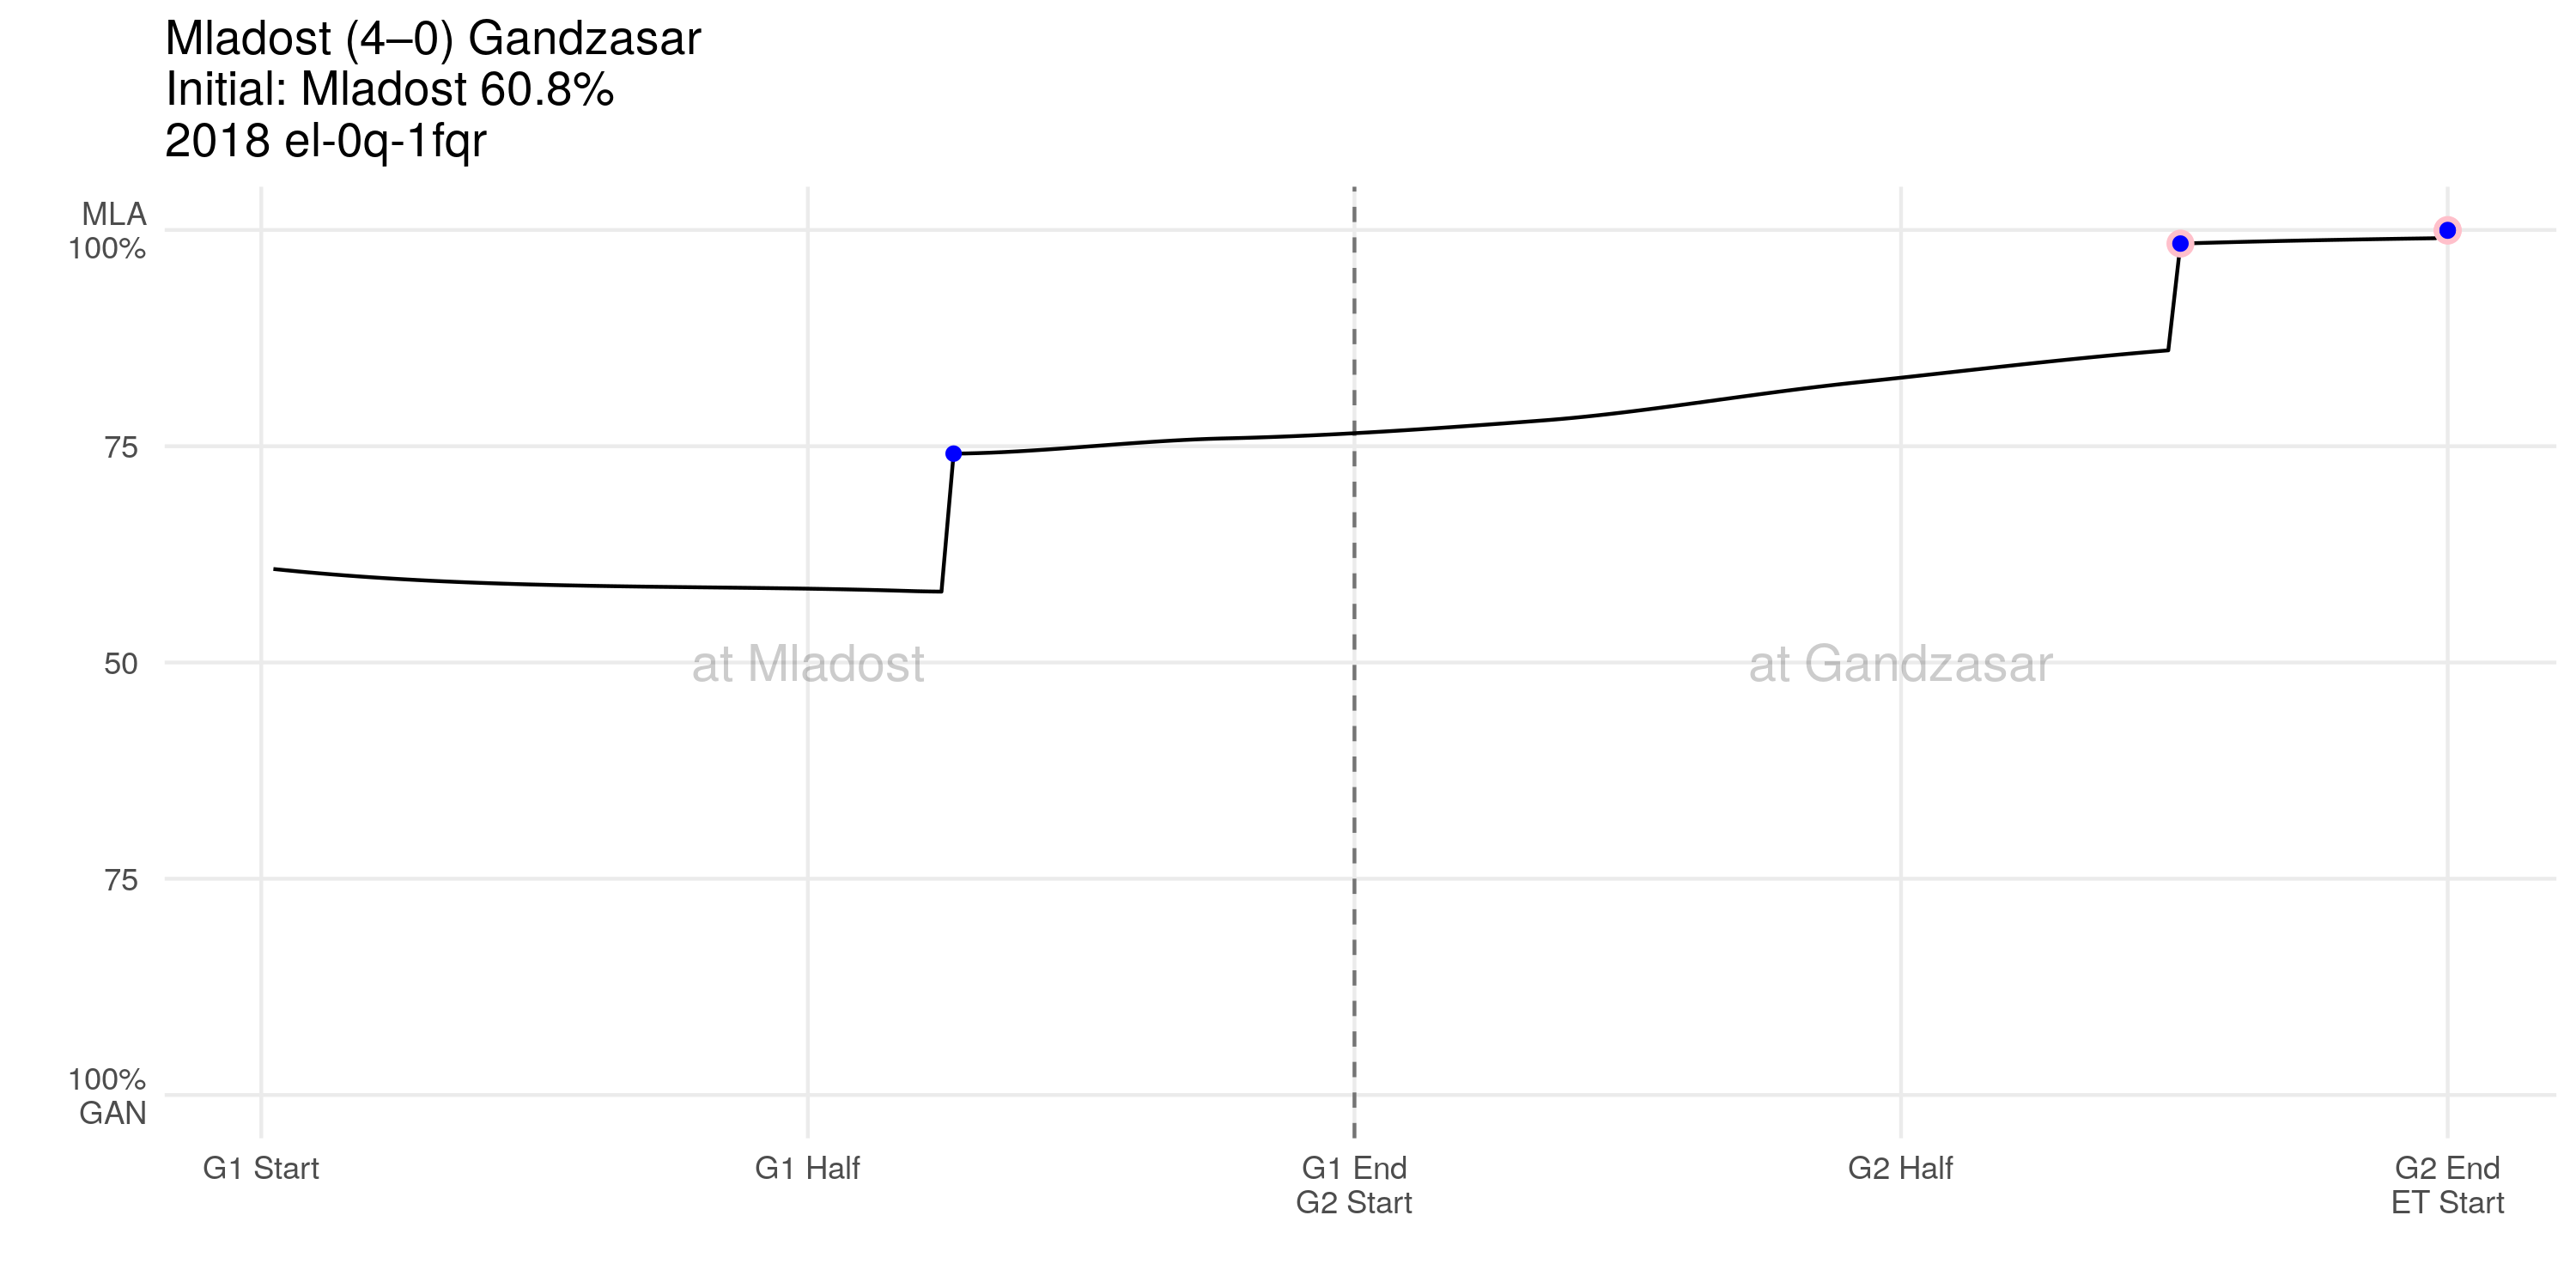 Mladost (4–0) Gandzasar
Initial: Mladost 60.8%
2018 el-0q-1fqr
MLA
100%
75
50
75
100%
GAN
at Mladost
at Gandzasar
G1 Start
G1 Half
G1 End
G2 Start
G2 Half
G2 End
ET Start